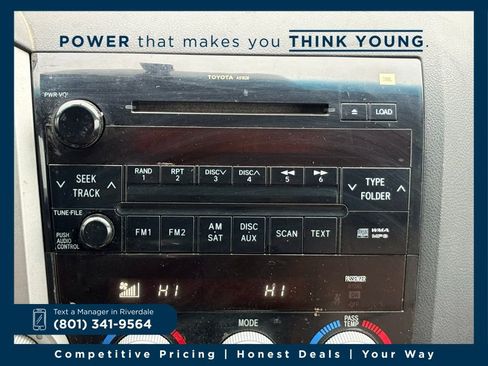 POWER that makes you THINK YOUNG.
TOYOTA
PWR·VOL
LOAD
RAND 1 RPT 2 DISC 3 DISC 4 5 6
SEEK TRACK
TYPE FOLDER
TUNE·FILE
PUSH AUDIO CONTROL
FM1 FM2 AM SAT DISC AUX SCAN TEXT
WMA MP3
PASSENGER
HI HI
MODE
PASS TEMP
Text a Manager in Riverdale
(801) 341-9564
Competitive Pricing | Honest Deals | Your Way